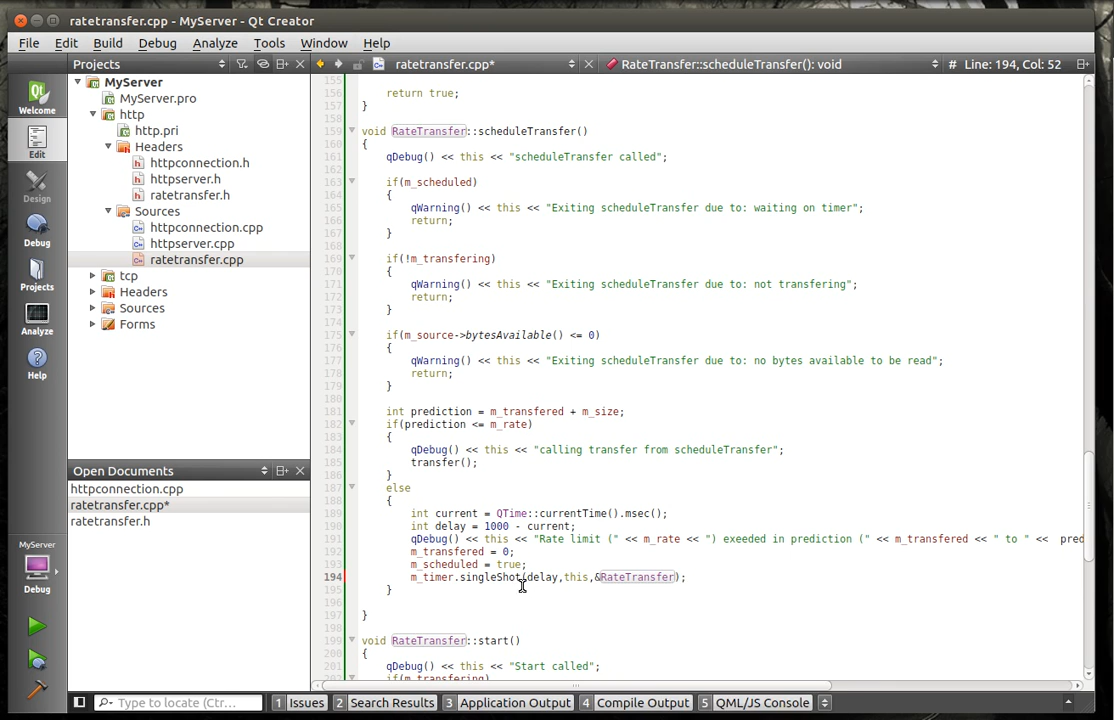 ratetransfer.cpp - MyServer - Qt Creator
File Edit Build Debug Analyze Tools Window Help
Projects ratetransfer.cpp* RateTransfer::scheduleTransfer(): void # Line: 194, Col: 52
Welcome
Edit
Design
Debug
Projects
Analyze
Help
MyServer
Debug
MyServer
MyServer.pro
http
http.pri
Headers
httpconnection.h
httpserver.h
ratetransfer.h
Sources
httpconnection.cpp
httpserver.cpp
ratetransfer.cpp
tcp
Headers
Sources
Forms
Open Documents
httpconnection.cpp
ratetransfer.cpp*
ratetransfer.h
155
156 return true;
157 }
158
159 void RateTransfer::scheduleTransfer()
160 {
161 qDebug() << this << "scheduleTransfer called";
162
163 if(m_scheduled)
164 {
165 qWarning() << this << "Exiting scheduleTransfer due to: waiting on timer";
166 return;
167 }
168
169 if(!m_transfering)
170 {
171 qWarning() << this << "Exiting scheduleTransfer due to: not transfering";
172 return;
173 }
174
175 if(m_source->bytesAvailable() <= 0)
176 {
177 qWarning() << this << "Exiting scheduleTransfer due to: no bytes available to be read";
178 return;
179 }
180
181 int prediction = m_transfered + m_size;
182 if(prediction <= m_rate)
183 {
184 qDebug() << this << "calling transfer from scheduleTransfer";
185 transfer();
186 }
187 else
188 {
189 int current = QTime::currentTime().msec();
190 int delay = 1000 - current;
191 qDebug() << this << "Rate limit (" << m_rate << ") exeeded in prediction (" << m_transfered << " to " << pred
192 m_transfered = 0;
193 m_scheduled = true;
194 m_timer.singleShot(delay,this,&RateTransfer);
195 }
196
197 }
198
199 void RateTransfer::start()
200 {
201 qDebug() << this << "Start called";
202 if(m_transfering)
Type to locate (Ctr... 1 Issues 2 Search Results 3 Application Output 4 Compile Output 5 QML/JS Console